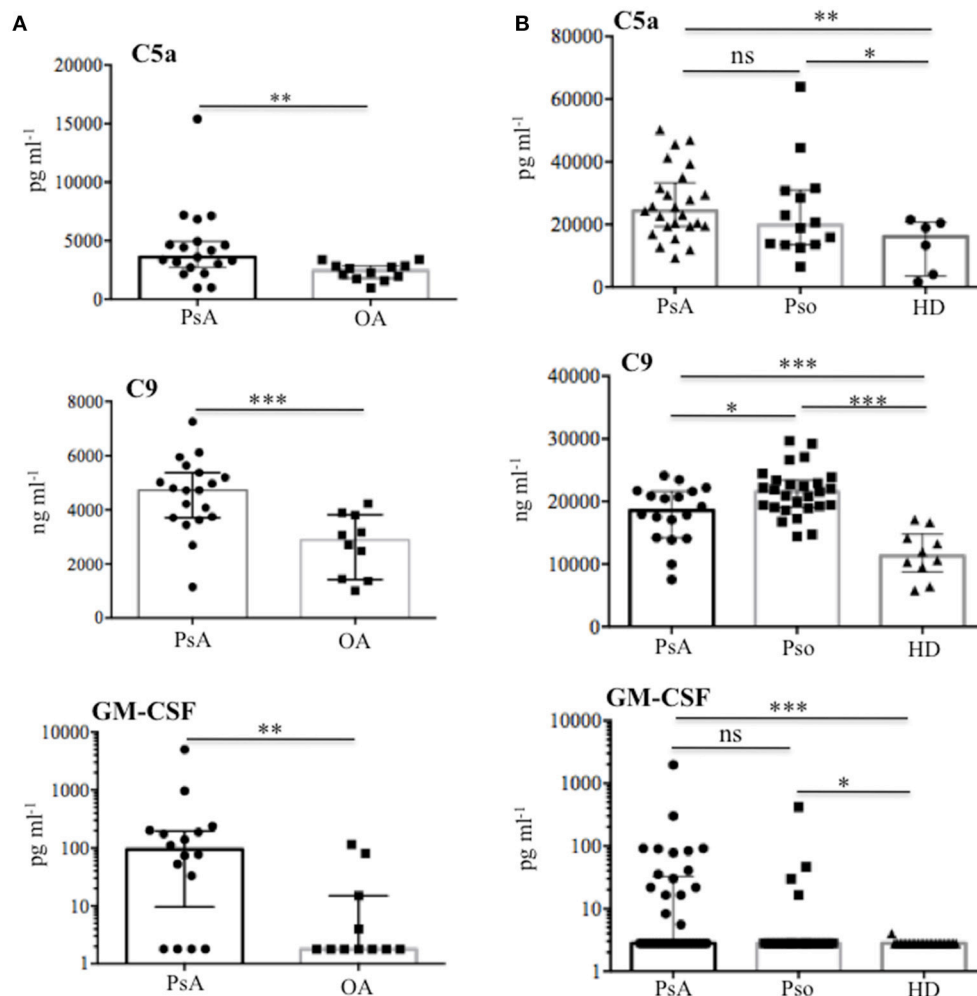 A
C5a
**
20000
15000
10000
5000
0
pg ml-1
PsA
OA
C9
***
8000
6000
4000
2000
0
ng ml-1
PsA
OA
GM-CSF
**
10000
1000
100
10
1
pg ml-1
PsA
OA
B
C5a
**
ns
*
80000
60000
40000
20000
0
pg ml-1
PsA
Pso
HD
C9
***
*
***
40000
30000
20000
10000
0
ng ml-1
PsA
Pso
HD
GM-CSF
***
ns
*
10000
1000
100
10
1
pg ml-1
PsA
Pso
HD